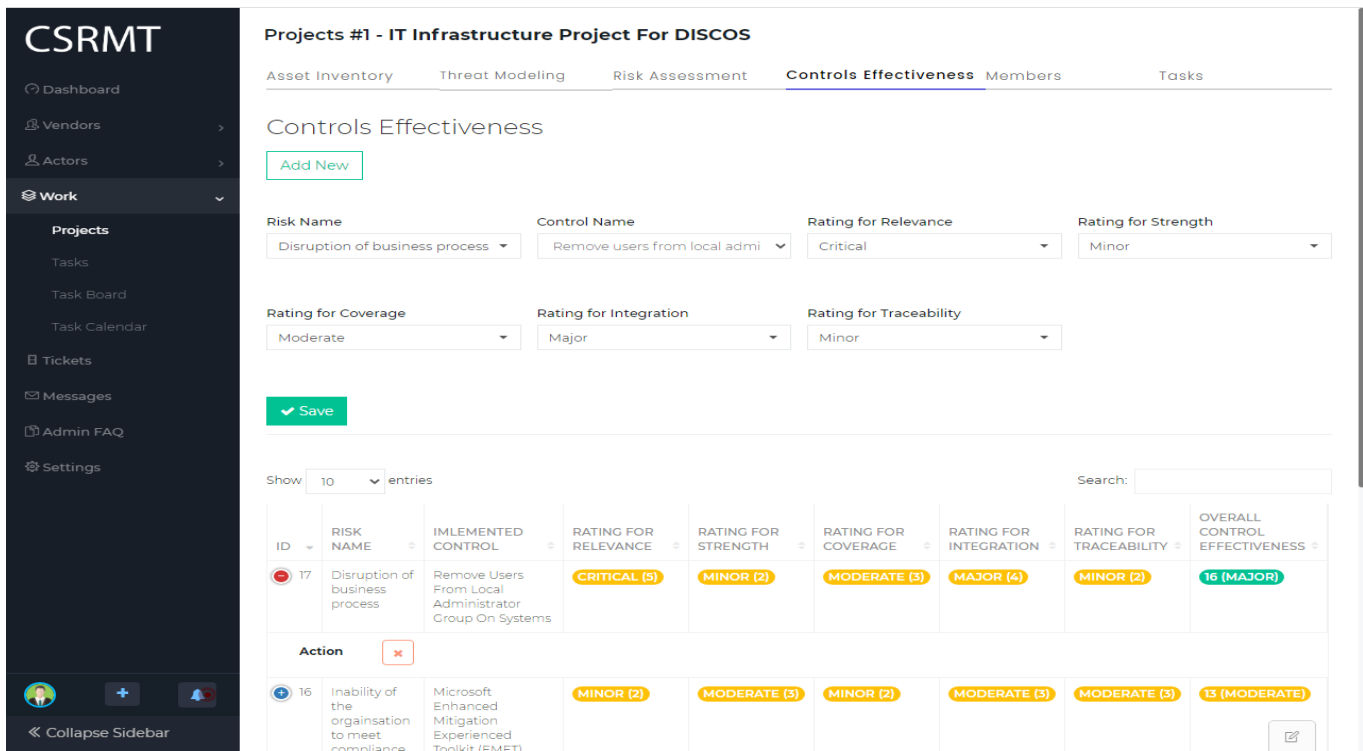 CSRMT
Dashboard
Vendors
Actors
Work
Projects
Tasks
Task Board
Task Calendar
Tickets
Messages
Admin FAQ
Settings
Collapse Sidebar
Projects #1 - IT Infrastructure Project For DISCOS
Asset Inventory Threat Modeling Risk Assessment Controls Effectiveness Members Tasks
Controls Effectiveness
Add New
Risk Name Control Name Rating for Relevance Rating for Strength
Disruption of business process Remove users from local admi Critical Minor
Rating for Coverage Rating for Integration Rating for Traceability
Moderate Major Minor
Save
Show 10 entries Search:
ID RISK NAME IMLEMENTED CONTROL RATING FOR RELEVANCE RATING FOR STRENGTH RATING FOR COVERAGE RATING FOR INTEGRATION RATING FOR TRACEABILITY OVERALL CONTROL EFFECTIVENESS
17 Disruption of business process Remove Users From Local Administrator Group On Systems CRITICAL (5) MINOR (2) MODERATE (3) MAJOR (4) MINOR (2) 16 (MAJOR)
Action
16 Inability of the orgainsation to meet compliance Microsoft Enhanced Mitigation Experienced Toolkit (EMET) MINOR (2) MODERATE (3) MINOR (2) MODERATE (3) MODERATE (3) 13 (MODERATE)